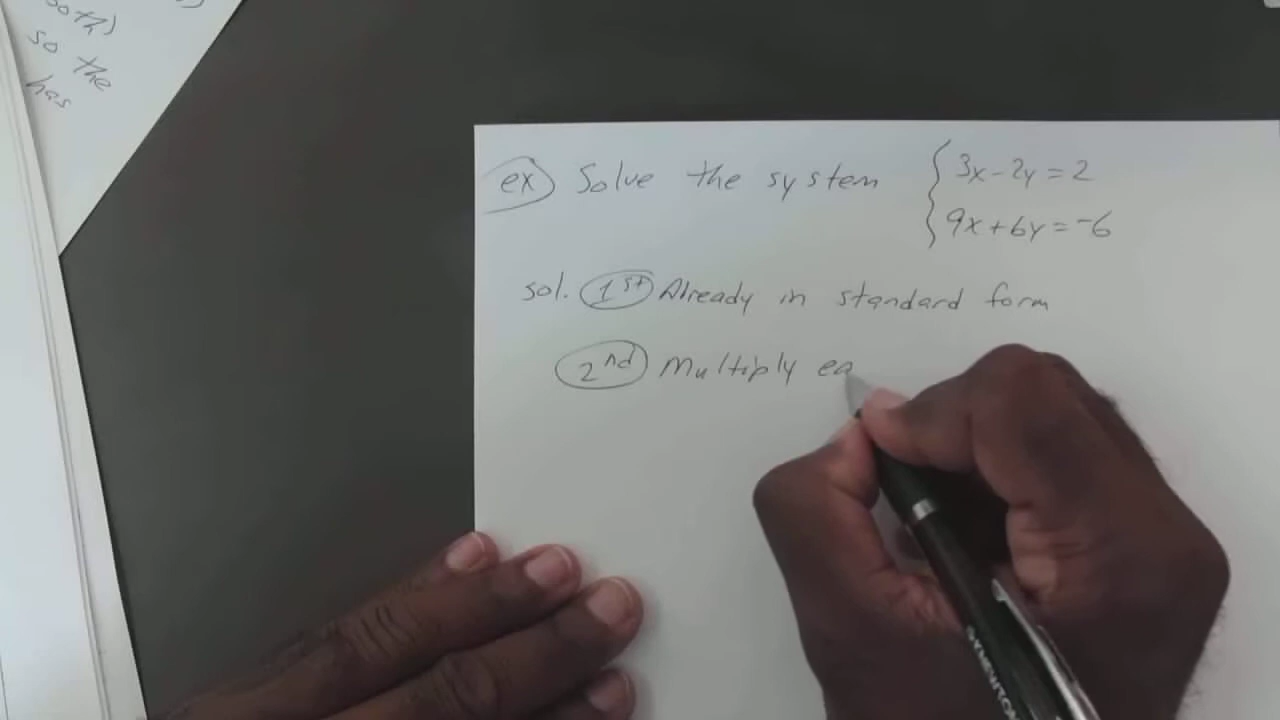 so the
has
ex Solve the system { 3x-2y=2
9x+6y=-6
sol. 1st Already in standard form
2nd Multiply ea